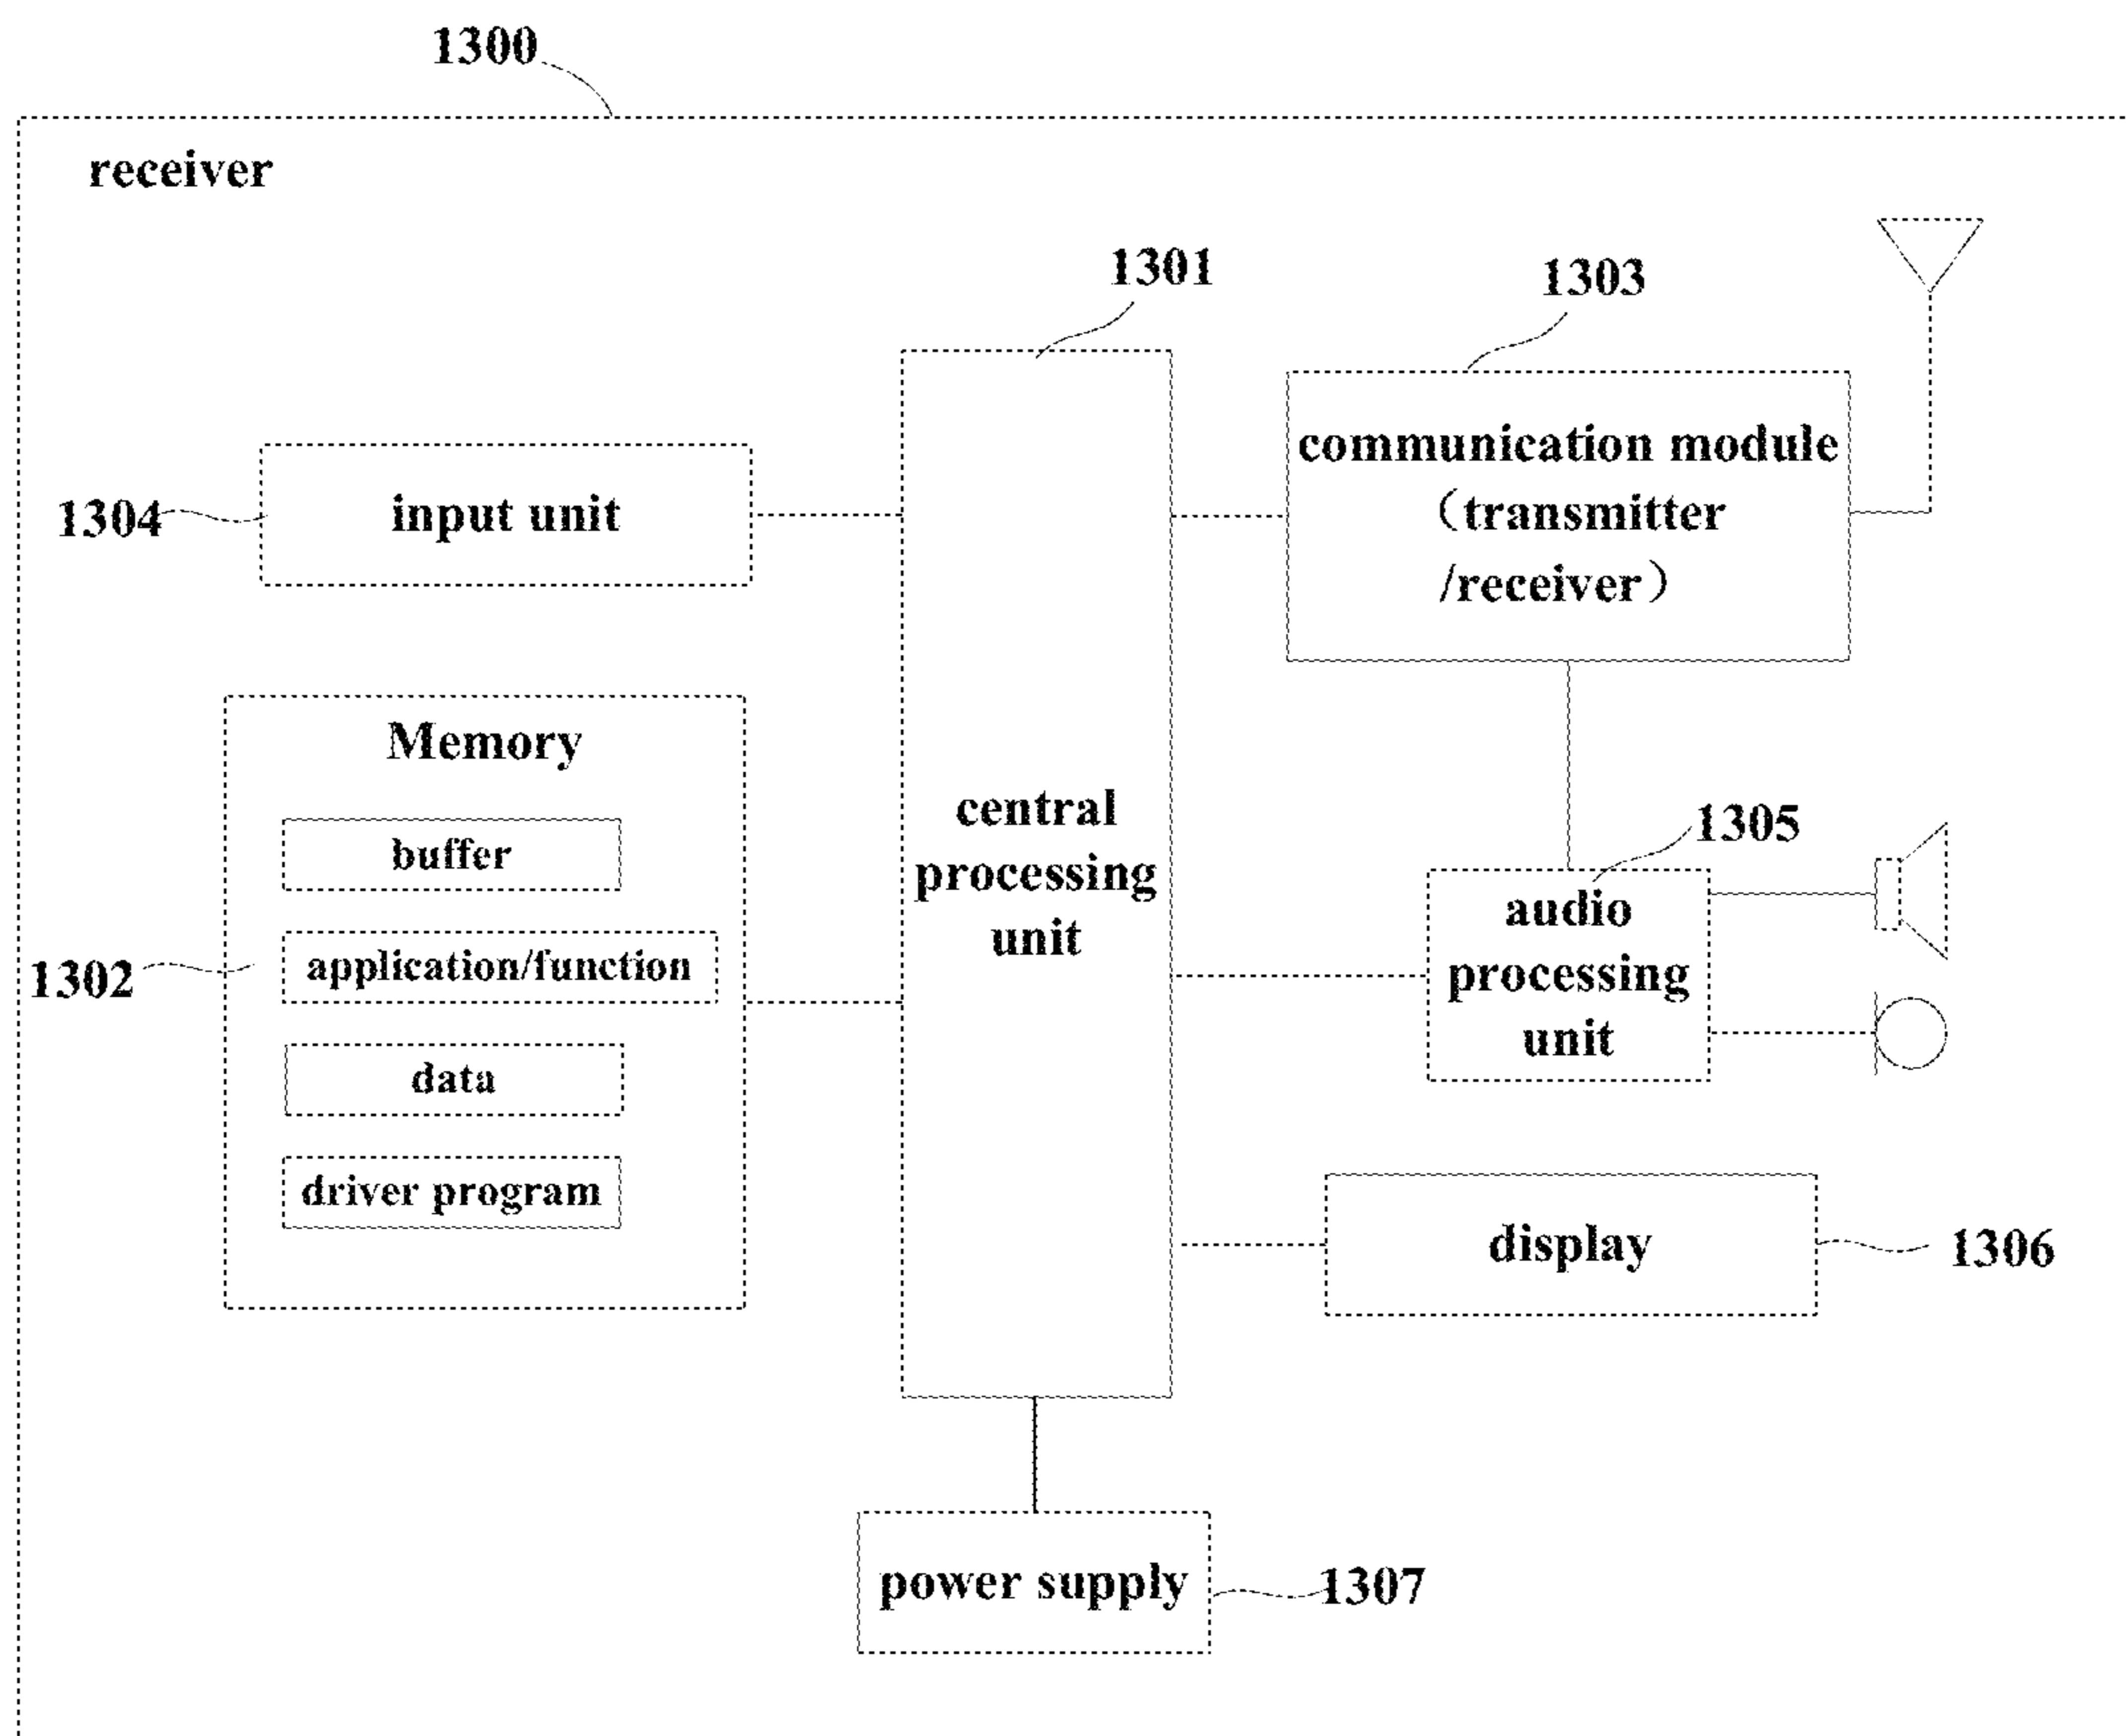 1300
receiver
1301
1303
communication module
（transmitter
/receiver）
1304
input unit
Memory
buffer
application/function
data
driver program
1302
central
processing
unit
1305
audio
processing
unit
display
1306
power supply
1307